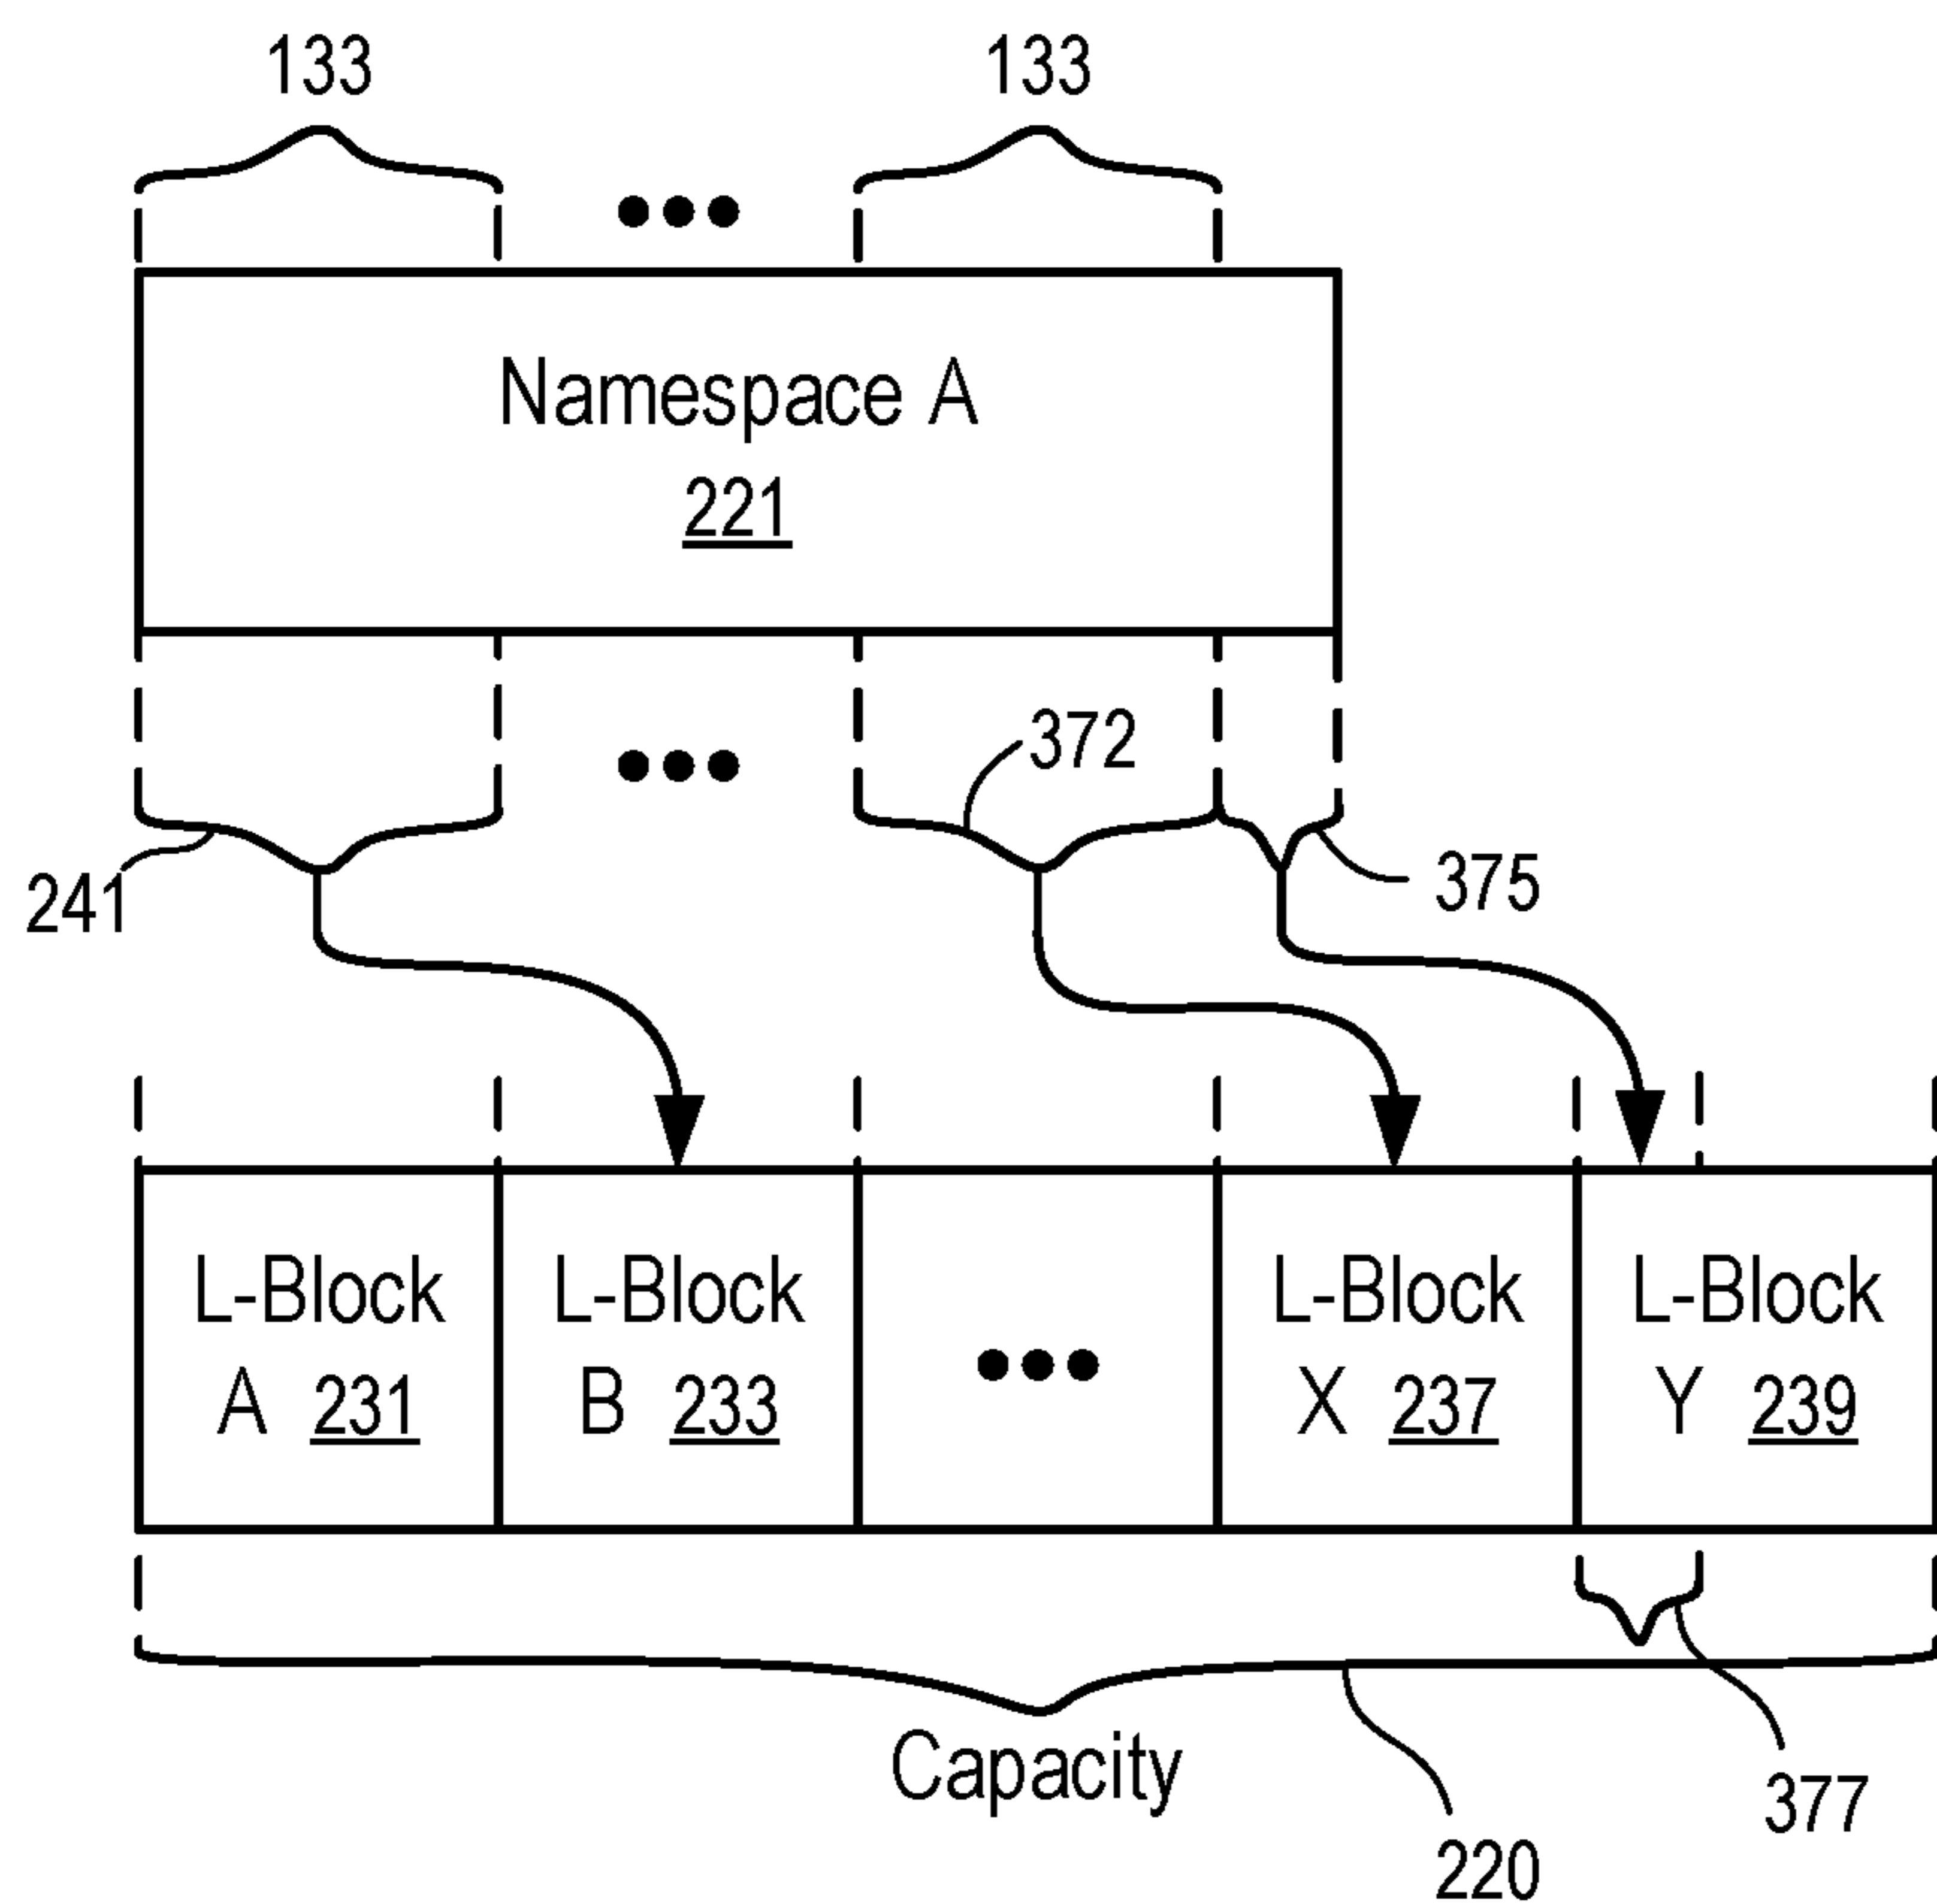 133 133
Namespace A
221
372
241
375
L-Block L-Block L-Block L-Block
A 231 B 233 X 237 Y 239
Capacity
377
220